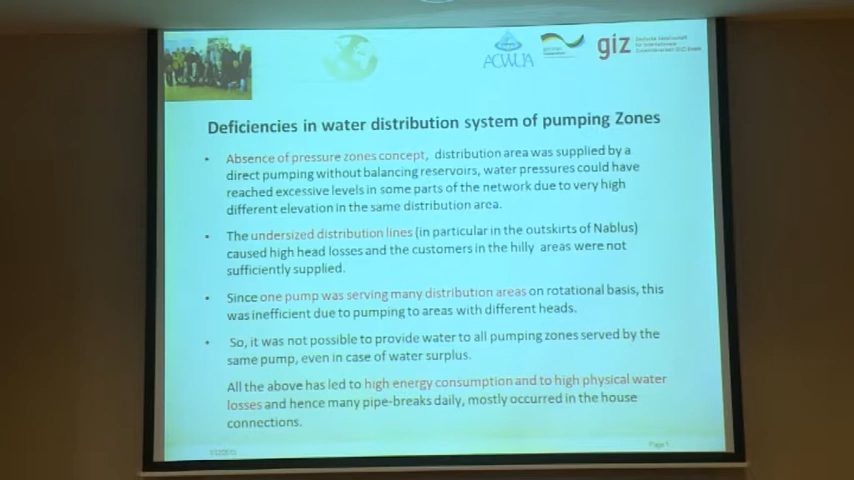 ACWUA
giz
Deficiencies in water distribution system of pumping Zones
• Absence of pressure zones concept, distribution area was supplied by a
direct pumping without balancing reservoirs, water pressures could have
reached excessive levels in some parts of the network due to very high
different elevation in the same distribution area.
• The undersized distribution lines (in particular in the outskirts of Nablus)
caused high head losses and the customers in the hilly areas were not
sufficiently supplied.
• Since one pump was serving many distribution areas on rotational basis, this
was inefficient due to pumping to areas with different heads.
• So, it was not possible to provide water to all pumping zones served by the
same pump, even in case of water surplus.
All the above has led to high energy consumption and to high physical water
losses and hence many pipe-breaks daily, mostly occurred in the house
connections.